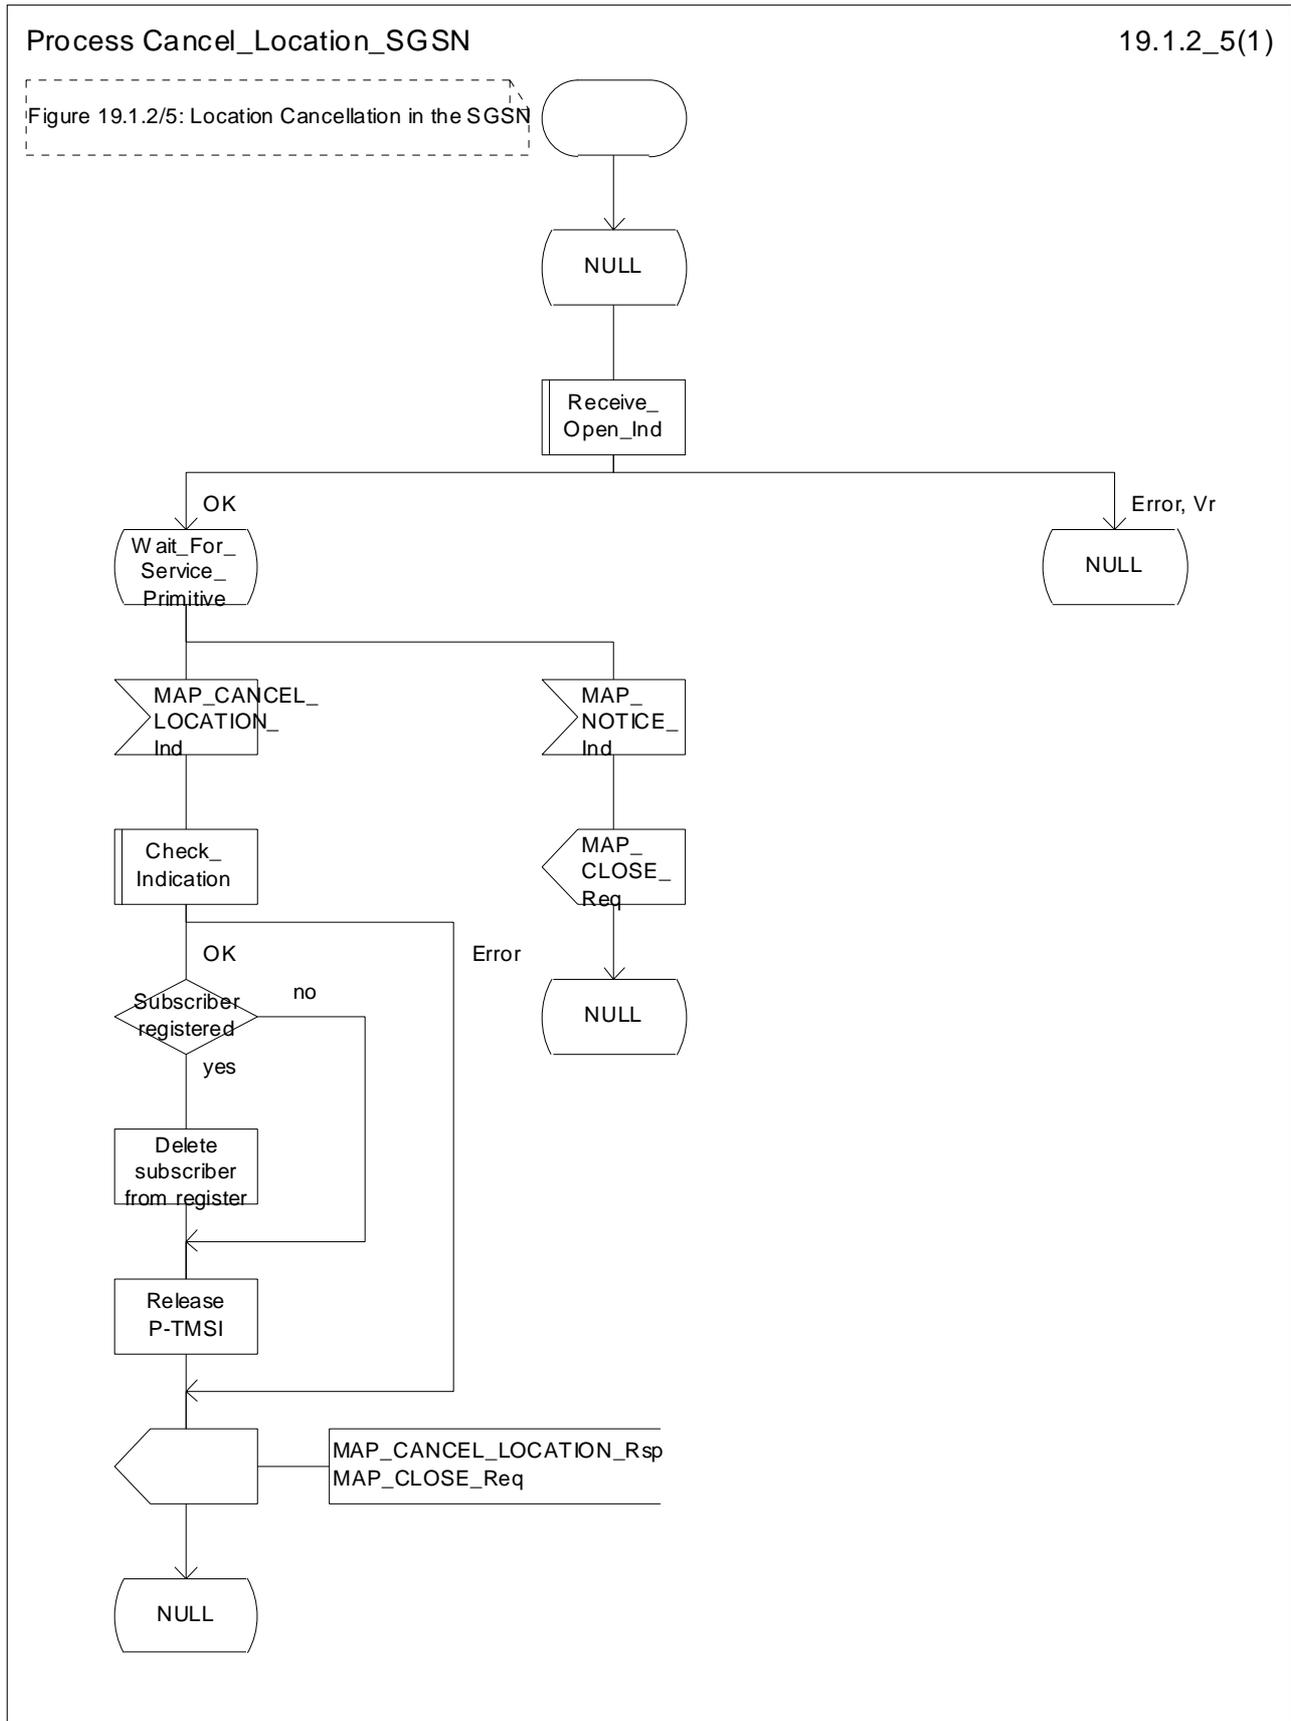 Process Cancel_Location_SGSN
19.1.2_5(1)
Figure 19.1.2/5: Location Cancellation in the SGSN
NULL
Receive_
Open_Ind
OK
Error, Vr
Wait_For_
Service_
Primitive
NULL
MAP_CANCEL_
LOCATION_
Ind
MAP_
NOTICE_
Ind
Check_
Indication
MAP_
CLOSE_
Req
OK
Error
Subscriber
registered
no
yes
NULL
Delete
subscriber
from register
Release
P-TMSI
MAP_CANCEL_LOCATION_Rsp
MAP_CLOSE_Req
NULL